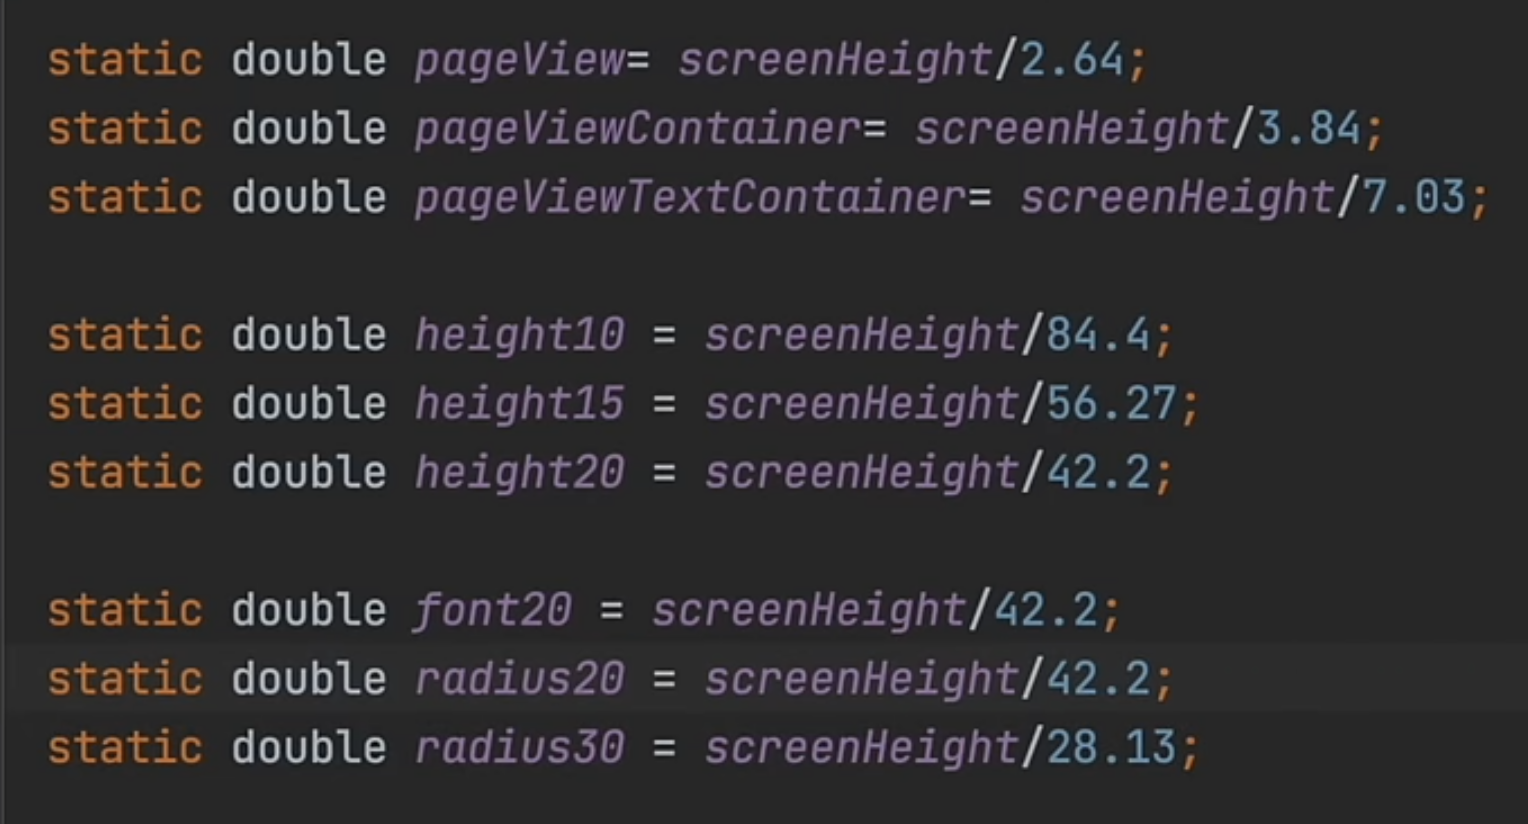 static double pageView= screenHeight/2.64;
static double pageViewContainer= screenHeight/3.84;
static double pageViewTextContainer= screenHeight/7.03;
static double height10 = screenHeight/84.4;
static double height15 = screenHeight/56.27;
static double height20 = screenHeight/42.2;
static double font20 = screenHeight/42.2;
static double radius20 = screenHeight/42.2;
static double radius30 = screenHeight/28.13;